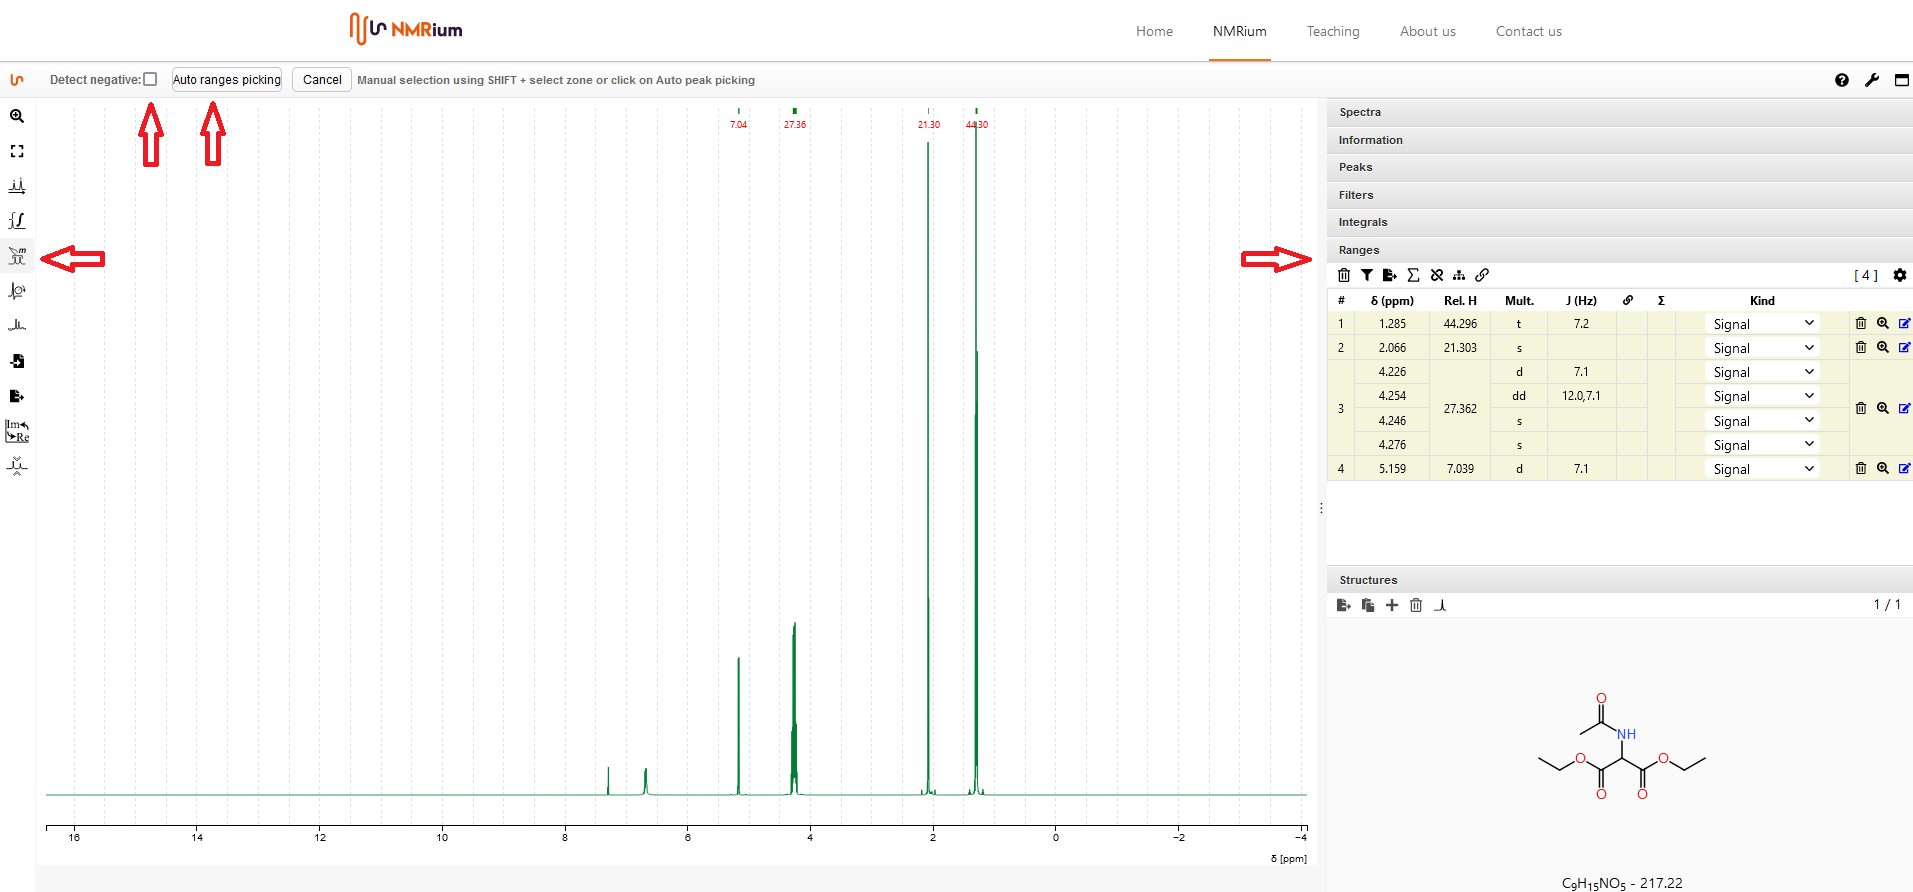 NMRium
Home NMRium Teaching About us Contact us
Detect negative: Auto ranges picking Cancel Manual selection using SHIFT + select zone or click on Auto peak picking
7.04 27.36 21.30 44.30
Im
Re
16 14 12 10 8 6 4 2 0 −2 −4
δ [ppm]
Spectra
Information
Peaks
Filters
Integrals
Ranges
[ 4 ]
# δ (ppm) Rel. H Mult. J (Hz) Σ Kind
1 1.285 44.296 t 7.2 Signal
2 2.066 21.303 s Signal
4.226 d 7.1 Signal
4.254 dd 12.0,7.1 Signal
3 27.362
4.246 s Signal
4.276 s Signal
4 5.159 7.039 d 7.1 Signal
Structures
1 / 1
O
NH
O O
O O
C9H15NO5 - 217.22